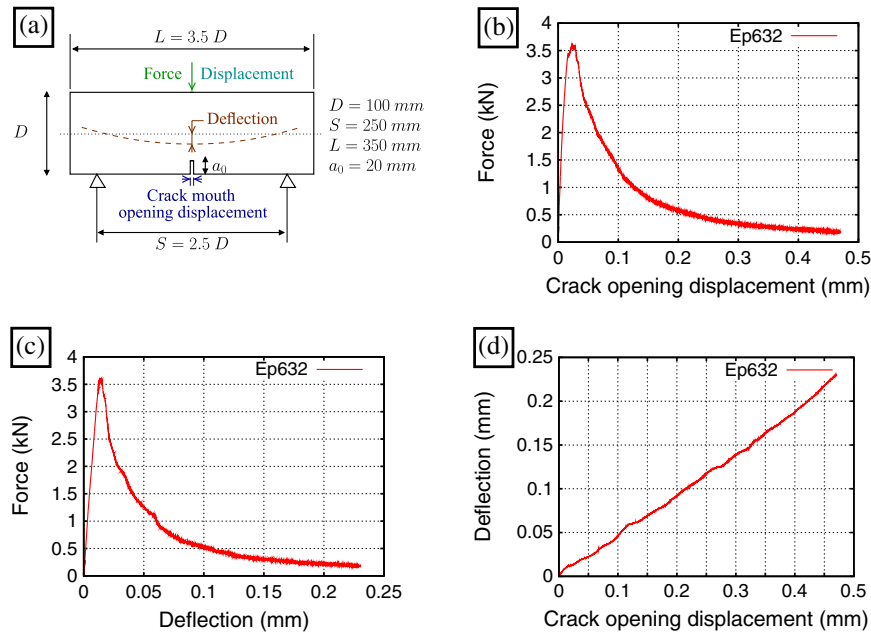 (a)
L = 3.5 D
Force Displacement
D
Deflection
a₀
Crack mouth
opening displacement
S = 2.5 D
D = 100 mm
S = 250 mm
L = 350 mm
a₀ = 20 mm
(b)
Ep632
Force (kN)
4
3.5
3
2.5
2
1.5
1
0.5
0
0 0.1 0.2 0.3 0.4 0.5
Crack opening displacement (mm)
(c)
Ep632
Force (kN)
4
3.5
3
2.5
2
1.5
1
0.5
0
0 0.05 0.1 0.15 0.2 0.25
Deflection (mm)
(d)
Ep632
Deflection (mm)
0.25
0.2
0.15
0.1
0.05
0
0 0.1 0.2 0.3 0.4 0.5
Crack opening displacement (mm)